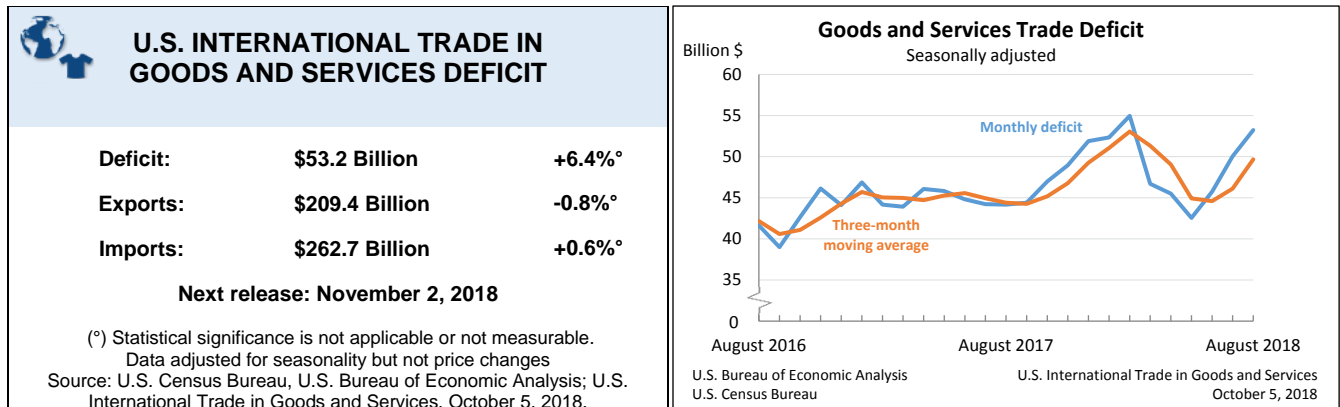 U.S. INTERNATIONAL TRADE IN
GOODS AND SERVICES DEFICIT
Deficit: $53.2 Billion +6.4%°
Exports: $209.4 Billion -0.8%°
Imports: $262.7 Billion +0.6%°
Next release: November 2, 2018
(°) Statistical significance is not applicable or not measurable.
Data adjusted for seasonality but not price changes
Source: U.S. Census Bureau, U.S. Bureau of Economic Analysis; U.S.
International Trade in Goods and Services, October 5, 2018.
Goods and Services Trade Deficit
Seasonally adjusted
Billion $
60
55
50
45
40
35
0
Monthly deficit
Three-month
moving average
August 2016 August 2017 August 2018
U.S. Bureau of Economic Analysis U.S. International Trade in Goods and Services
U.S. Census Bureau October 5, 2018